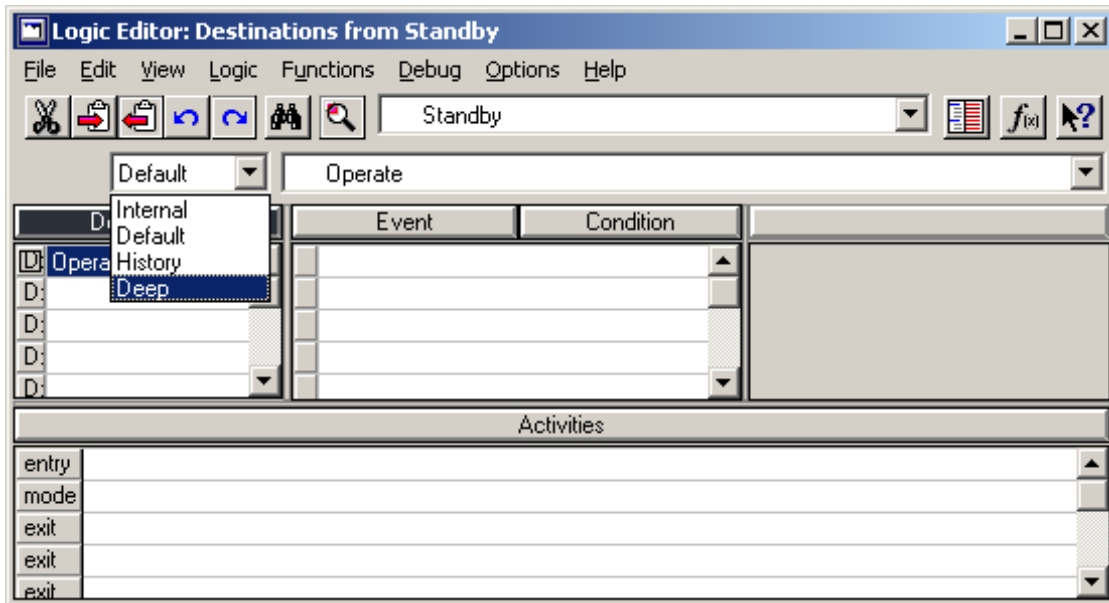 Logic Editor: Destinations from Standby
File Edit View Logic Functions Debug Options Help
Standby
f(x)
?
Default
Operate
Internal
Default
History
Deep
D
Event
Condition
D: Opera
D:
D:
D:
D:
Activities
entry
mode
exit
exit
exit